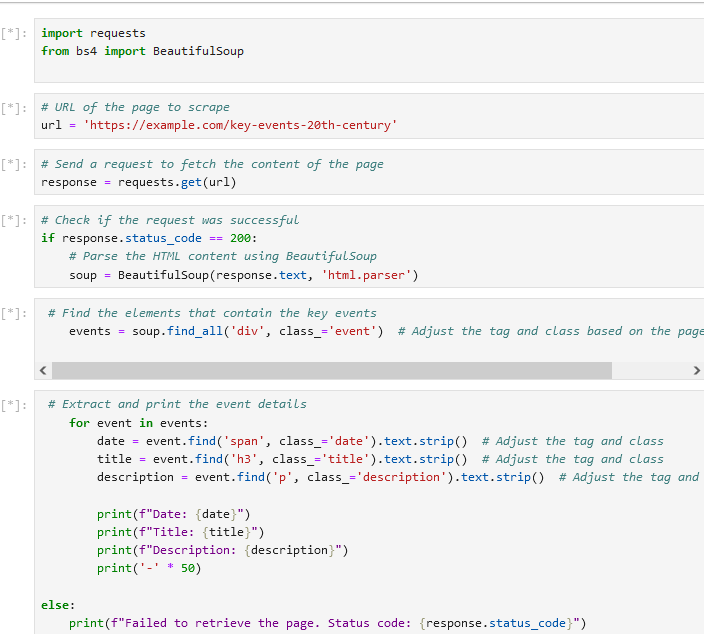 [*]: import requests
from bs4 import BeautifulSoup
[*]: # URL of the page to scrape
url = 'https://example.com/key-events-20th-century'
[*]: # Send a request to fetch the content of the page
response = requests.get(url)
[*]: # Check if the request was successful
if response.status_code == 200:
    # Parse the HTML content using BeautifulSoup
    soup = BeautifulSoup(response.text, 'html.parser')
[*]:  # Find the elements that contain the key events
    events = soup.find_all('div', class_='event')  # Adjust the tag and class based on the page
[*]:  # Extract and print the event details
    for event in events:
        date = event.find('span', class_='date').text.strip()  # Adjust the tag and class
        title = event.find('h3', class_='title').text.strip()  # Adjust the tag and class
        description = event.find('p', class_='description').text.strip()  # Adjust the tag and
        print(f"Date: {date}")
        print(f"Title: {title}")
        print(f"Description: {description}")
        print('-' * 50)
else:
    print(f"Failed to retrieve the page. Status code: {response.status_code}")